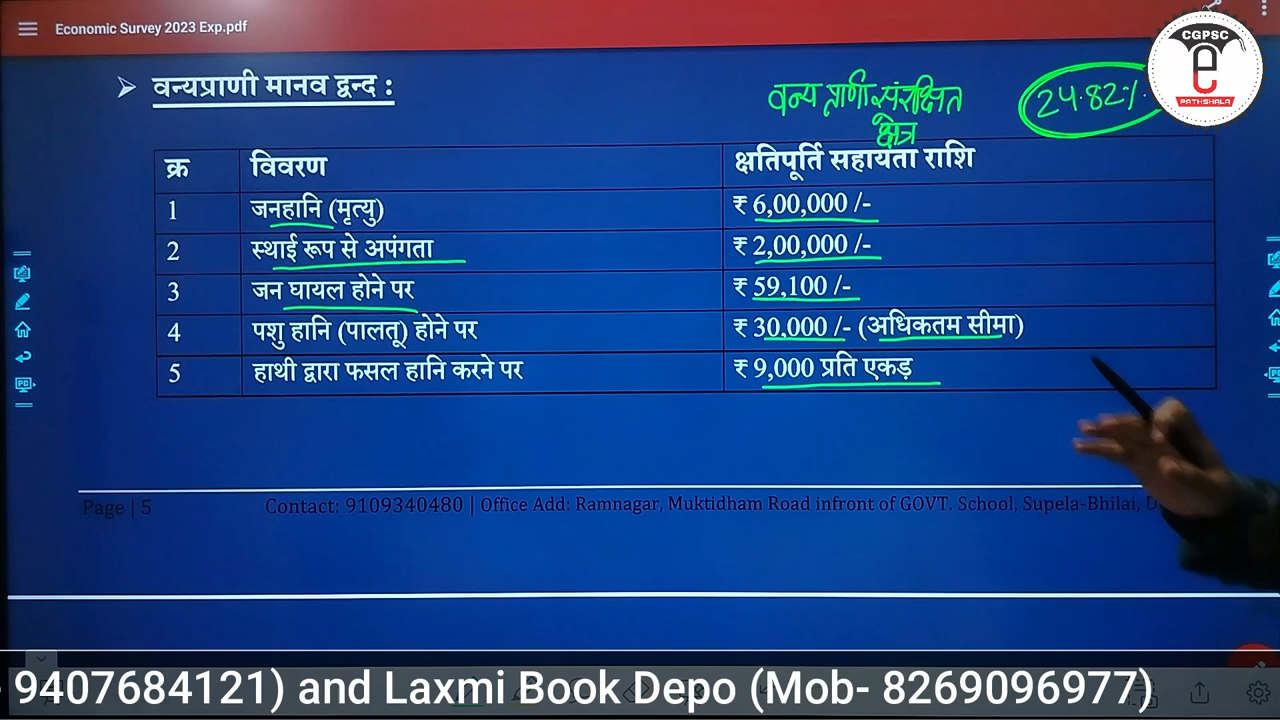 Economic Survey 2023 Exp.pdf
CGPSC
e
PATHSHALA
➢ वन्यप्राणी मानव द्वन्द :
वन्य प्राणी संरक्षित
क्षेत्र
24.82%
क्र विवरण क्षतिपूर्ति सहायता राशि
1 जनहानि (मृत्यु) ₹ 6,00,000 /-
2 स्थाई रूप से अपंगता ₹ 2,00,000 /-
3 जन घायल होने पर ₹ 59,100 /-
4 पशु हानि (पालतू) होने पर ₹ 30,000 /- (अधिकतम सीमा)
5 हाथी द्वारा फसल हानि करने पर ₹ 9,000 प्रति एकड़
Page | 5 Contact: 9109340480 | Office Add: Ramnagar, Muktidham Road infront of GOVT. School, Supela-Bhilai, D
9407684121) and Laxmi Book Depo (Mob- 8269096977)